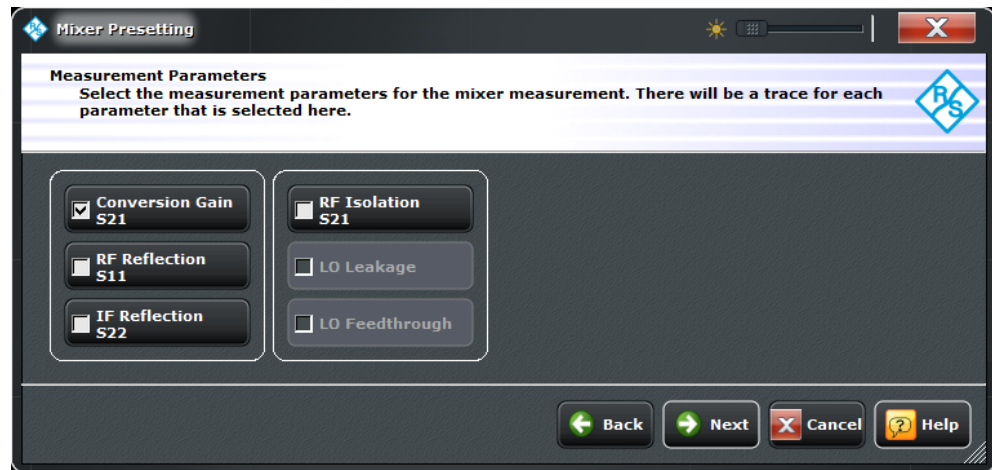 Mixer Presetting
Measurement Parameters
Select the measurement parameters for the mixer measurement. There will be a trace for each
parameter that is selected here.
R/S
Conversion Gain
S21
RF Reflection
S11
IF Reflection
S22
RF Isolation
S21
LO Leakage
LO Feedthrough
Back
Next
Cancel
Help